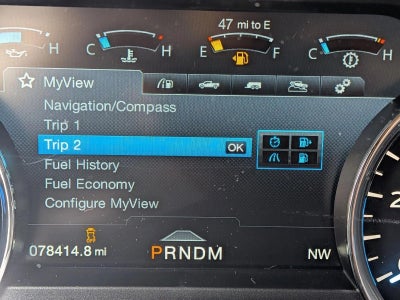 47 mi to E
H C H E F C H
MyView
Navigation/Compass
Trip 1
Trip 2 OK
Fuel History
Fuel Economy
Configure MyView
078414.8 mi PRNDM NW
2